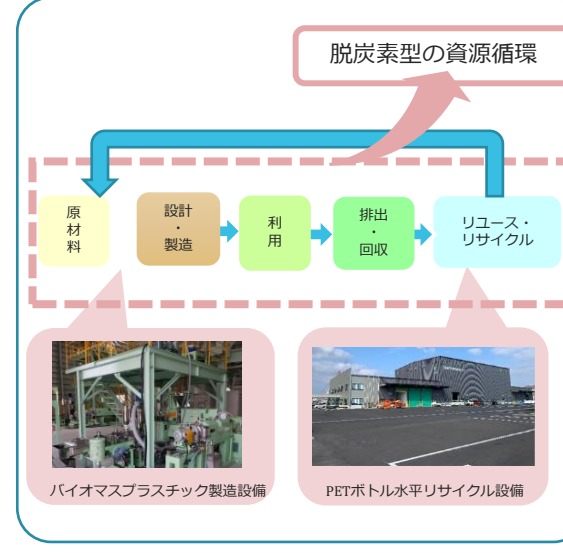 脱炭素型の資源循環
原
材
料
設計
・
製造
利
用
排出
・
回収
リユース・
リサイクル
バイオマスプラスチック製造設備
PETボトル水平リサイクル設備